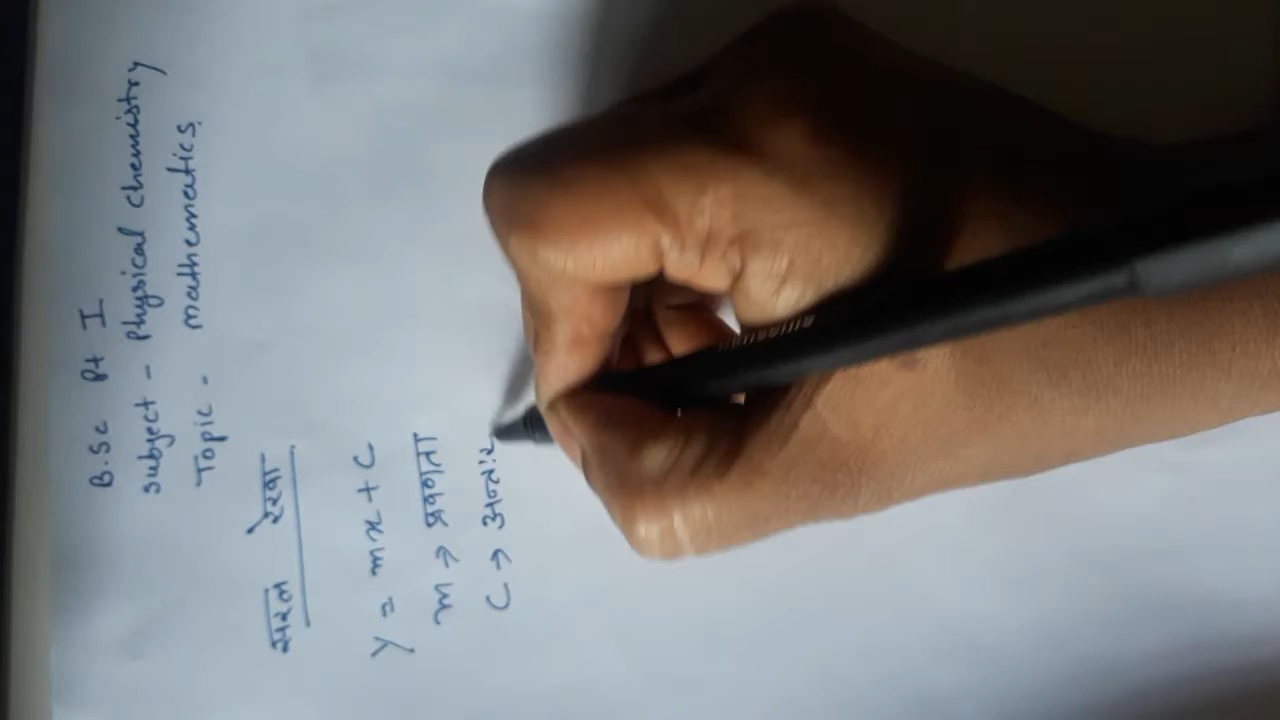 B.Sc Pt I
subject - Physical chemistry
Topic - mathematics.
सरल रेखा
y = mx + c
m → प्रवणता
C → अन्तः